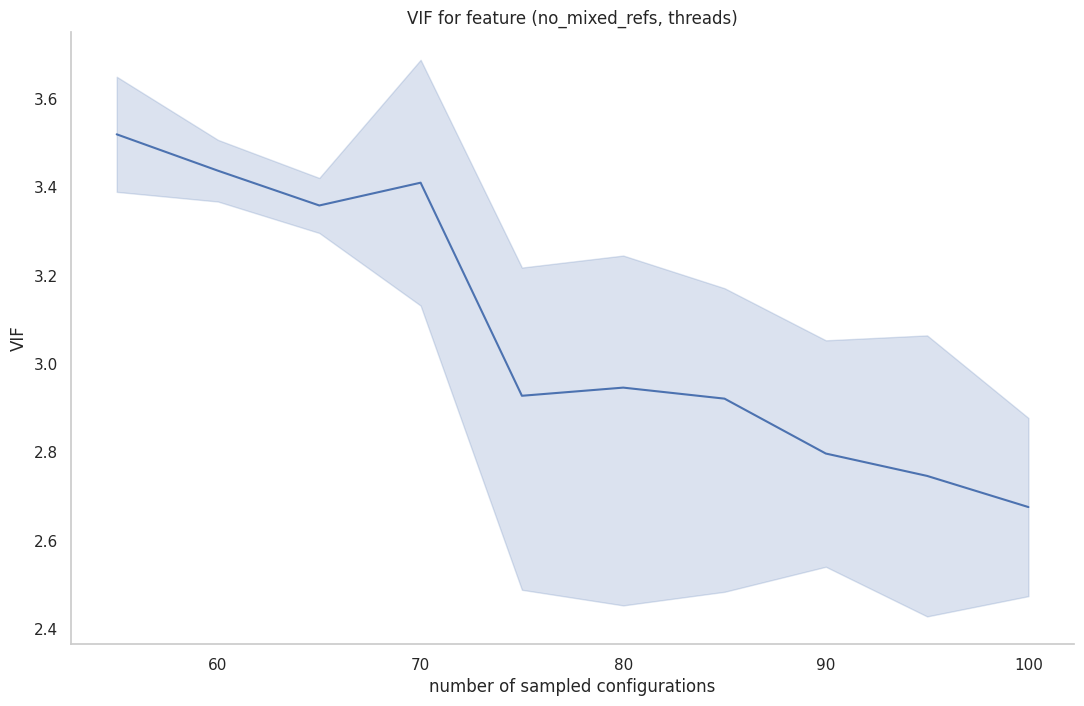 VIF for feature (no_mixed_refs, threads)
3.6
3.4
3.2
3.0
2.8
2.6
2.4
VIF
60 70 80 90 100
number of sampled configurations